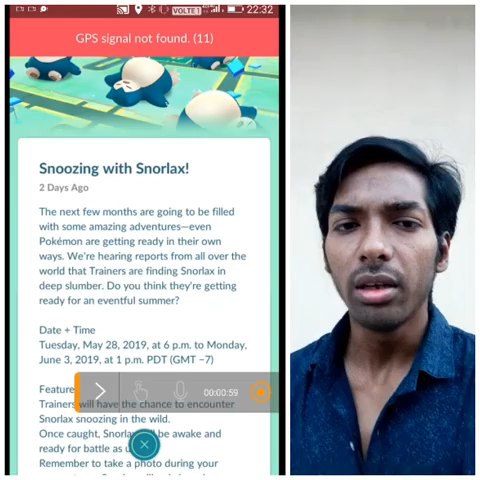 VOLTE1
22:32
GPS signal not found. (11)
Snoozing with Snorlax!
2 Days Ago
The next few months are going to be filled
with some amazing adventures—even
Pokémon are getting ready in their own
ways. We're hearing reports from all over the
world that Trainers are finding Snorlax in
deep slumber. Do you think they're getting
ready for an eventful summer?
Date + Time
Tuesday, May 28, 2019, at 6 p.m. to Monday,
June 3, 2019, at 1 p.m. PDT (GMT −7)
Feature
00:00:59
Trainers will have the chance to encounter
Snorlax snoozing in the wild.
Once caught, Snorlax be awake and
ready for battle as
Remember to take a photo during your